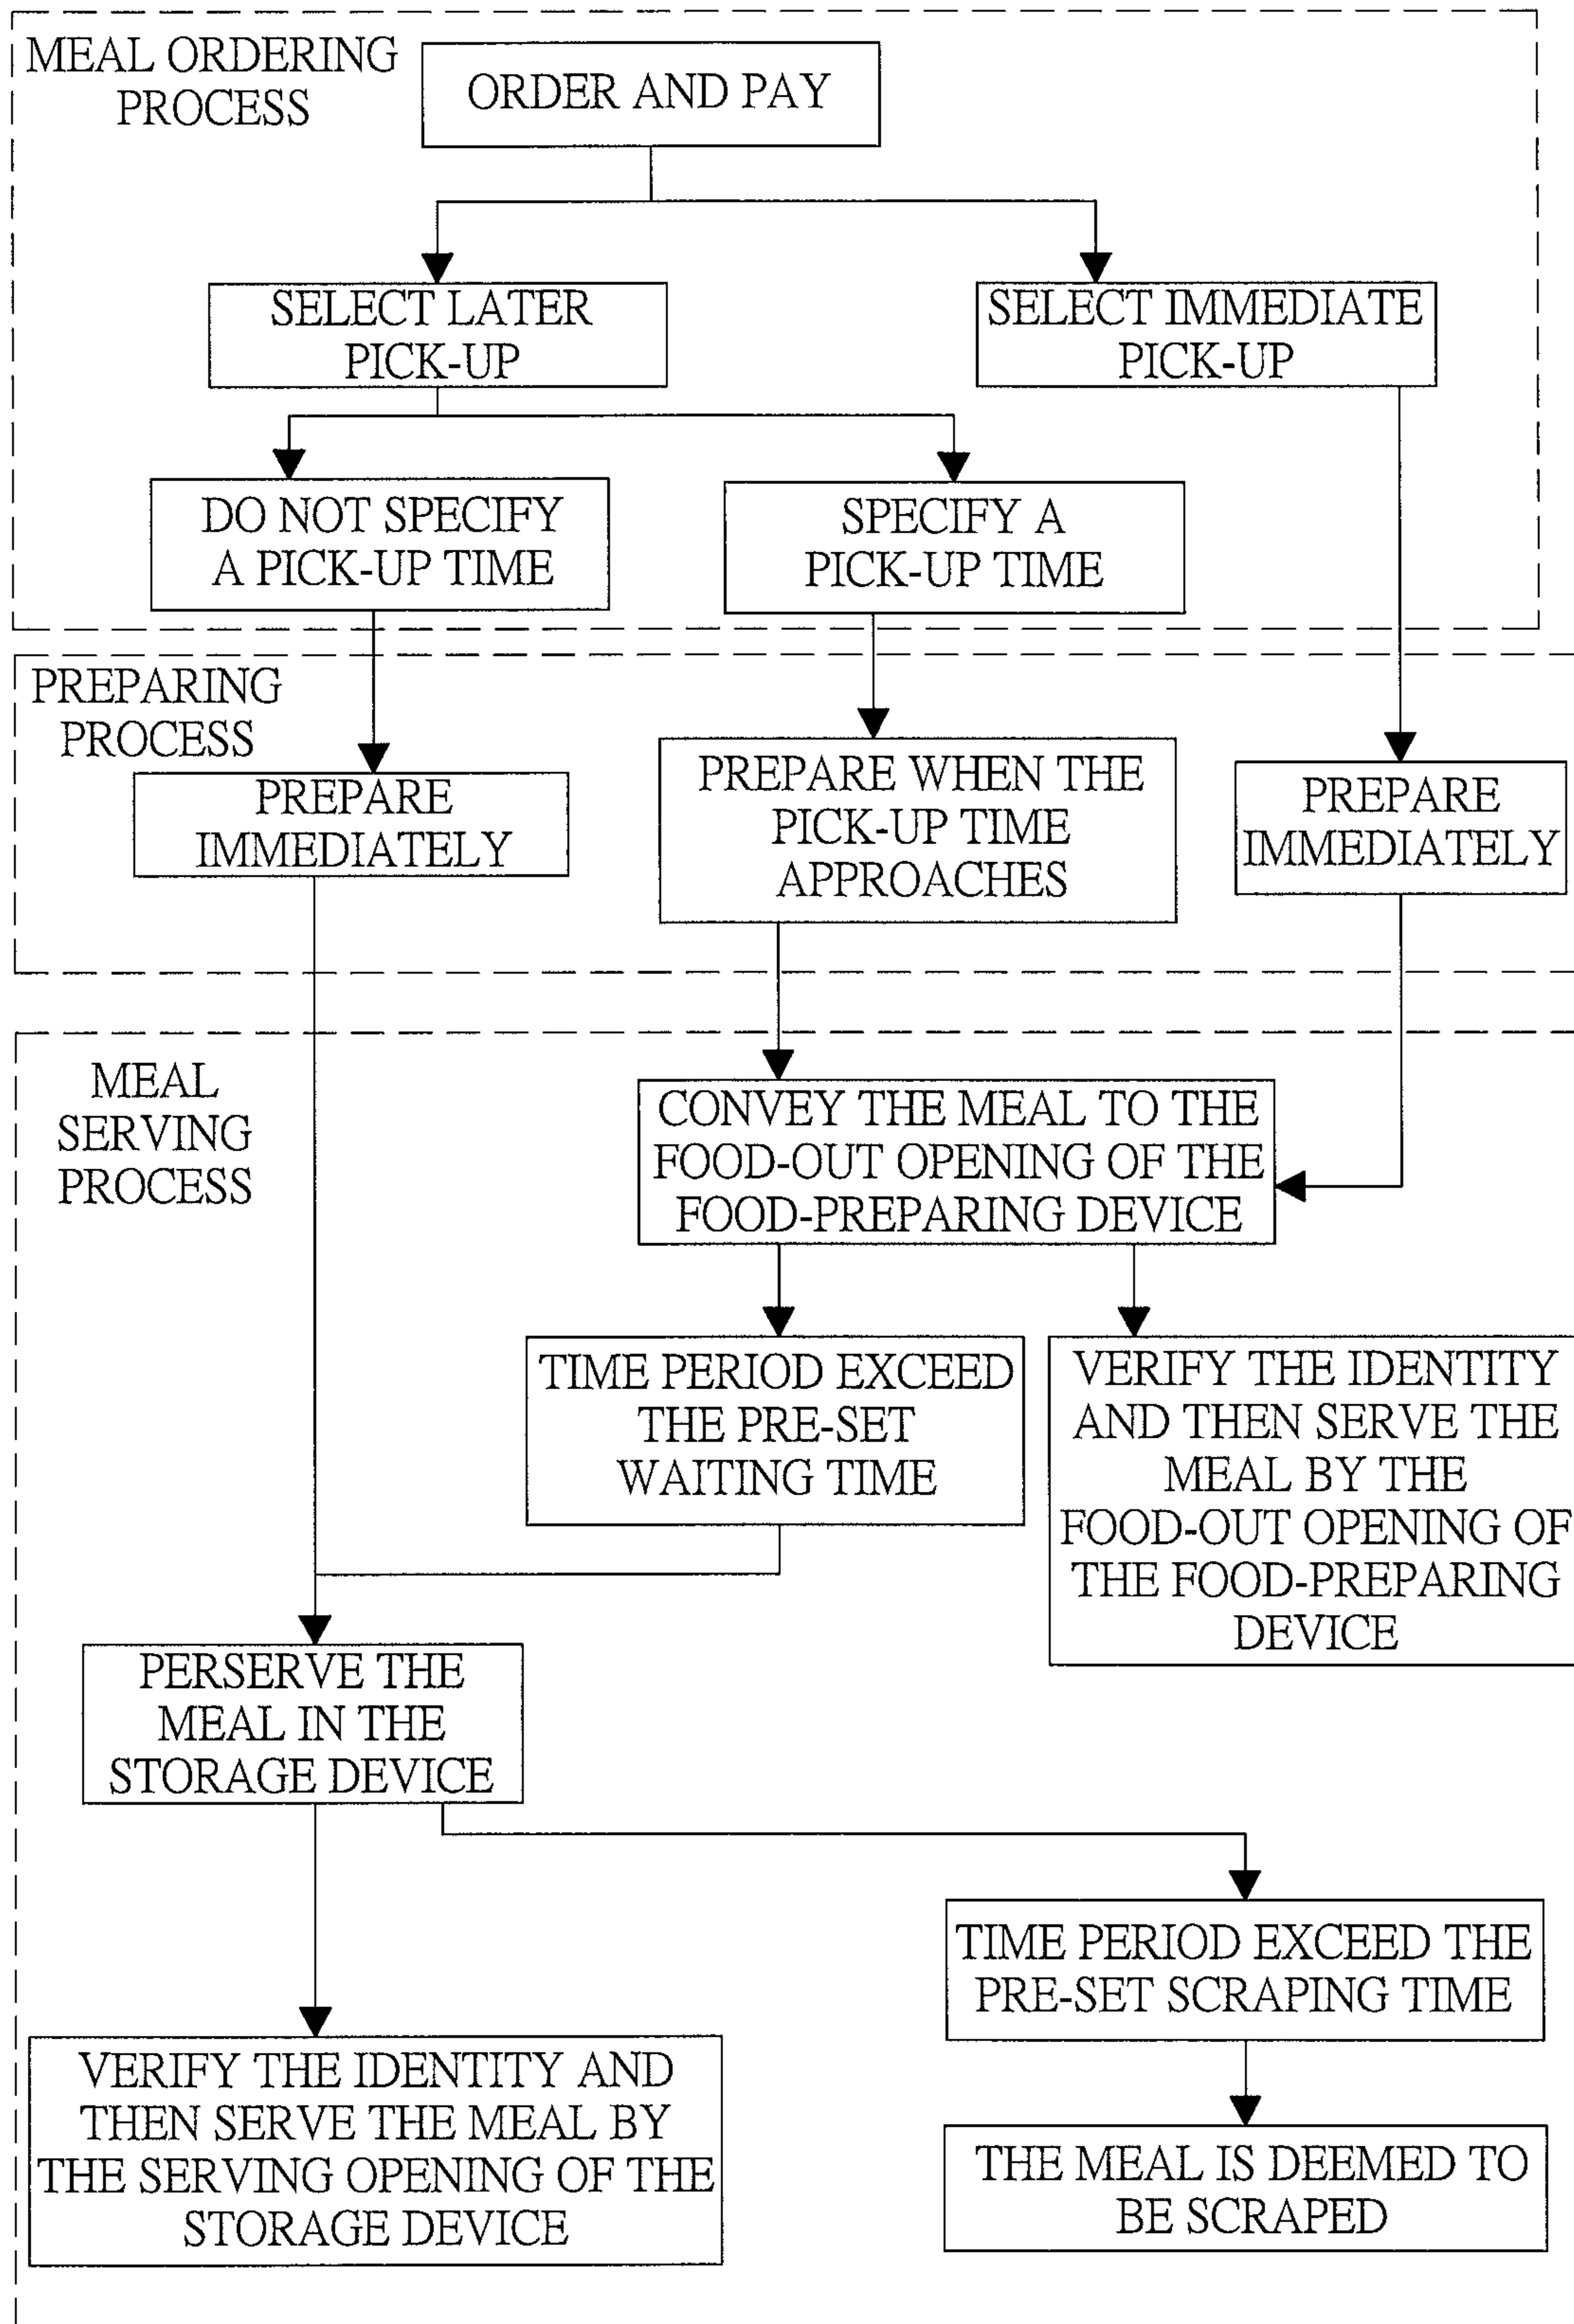 MEAL ORDERING
PROCESS
ORDER AND PAY
SELECT LATER
PICK-UP
SELECT IMMEDIATE
PICK-UP
DO NOT SPECIFY
A PICK-UP TIME
SPECIFY A
PICK-UP TIME
PREPARING
PROCESS
PREPARE
IMMEDIATELY
PREPARE WHEN THE
PICK-UP TIME
APPROACHES
PREPARE
IMMEDIATELY
MEAL
SERVING
PROCESS
CONVEY THE MEAL TO THE
FOOD-OUT OPENING OF THE
FOOD-PREPARING DEVICE
TIME PERIOD EXCEED
THE PRE-SET
WAITING TIME
VERIFY THE IDENTITY
AND THEN SERVE THE
MEAL BY THE
FOOD-OUT OPENING OF
THE FOOD-PREPARING
DEVICE
PERSERVE THE
MEAL IN THE
STORAGE DEVICE
TIME PERIOD EXCEED THE
PRE-SET SCRAPING TIME
VERIFY THE IDENTITY AND
THEN SERVE THE MEAL BY
THE SERVING OPENING OF THE
STORAGE DEVICE
THE MEAL IS DEEMED TO
BE SCRAPED